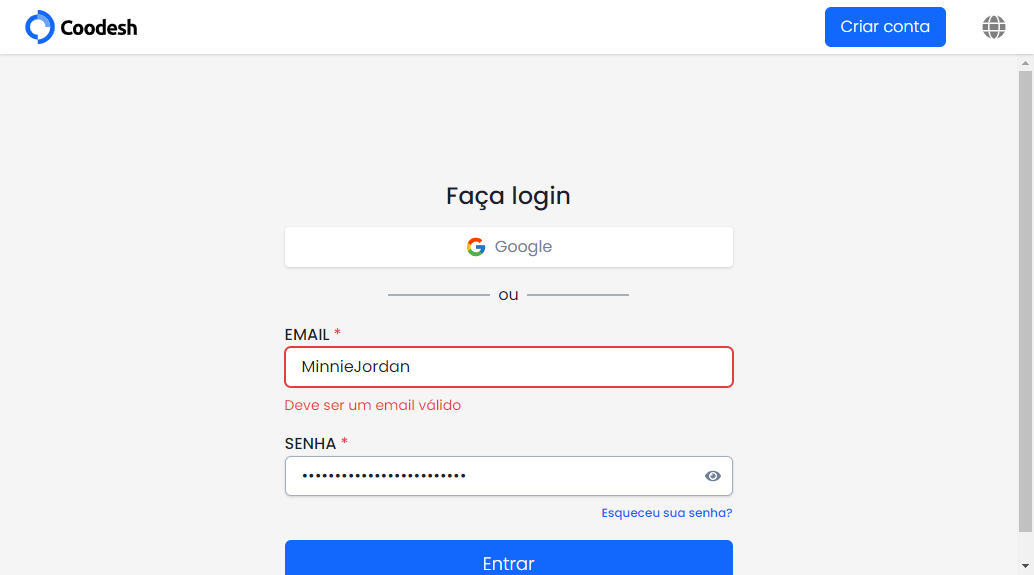 Coodesh
Criar conta
Faça login
Google
ou
EMAIL *
MinnieJordan
Deve ser um email válido
SENHA *
•••••••••••••••••••••••••
Esqueceu sua senha?
Entrar